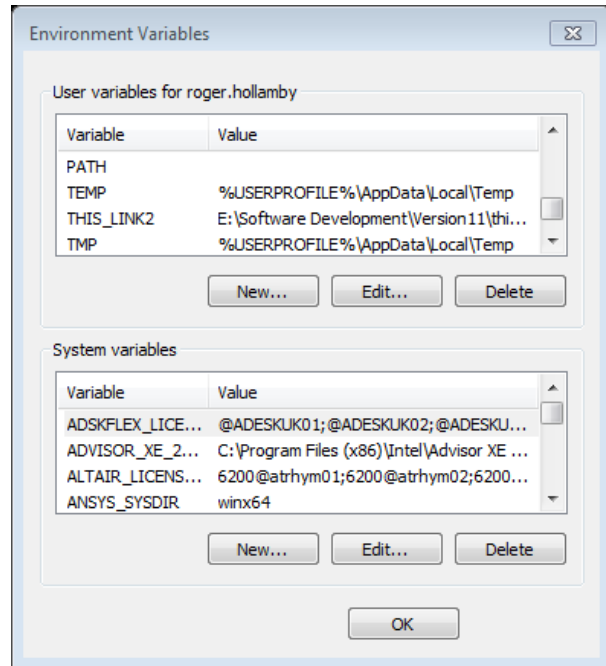 Environment Variables
User variables for roger.hollamby
Variable Value
PATH
TEMP %USERPROFILE%\AppData\Local\Temp
THIS_LINK2 E:\Software Development\Version11\thi...
TMP %USERPROFILE%\AppData\Local\Temp
New... Edit... Delete
System variables
Variable Value
ADSKFLEX_LICE... @ADESKUK01;@ADESKUK02;@ADESKU...
ADVISOR_XE_2... C:\Program Files (x86)\Intel\Advisor XE ...
ALTAIR_LICENS... 6200@atrhym01;6200@atrhym02;6200...
ANSYS_SYSDIR winx64
New... Edit... Delete
OK